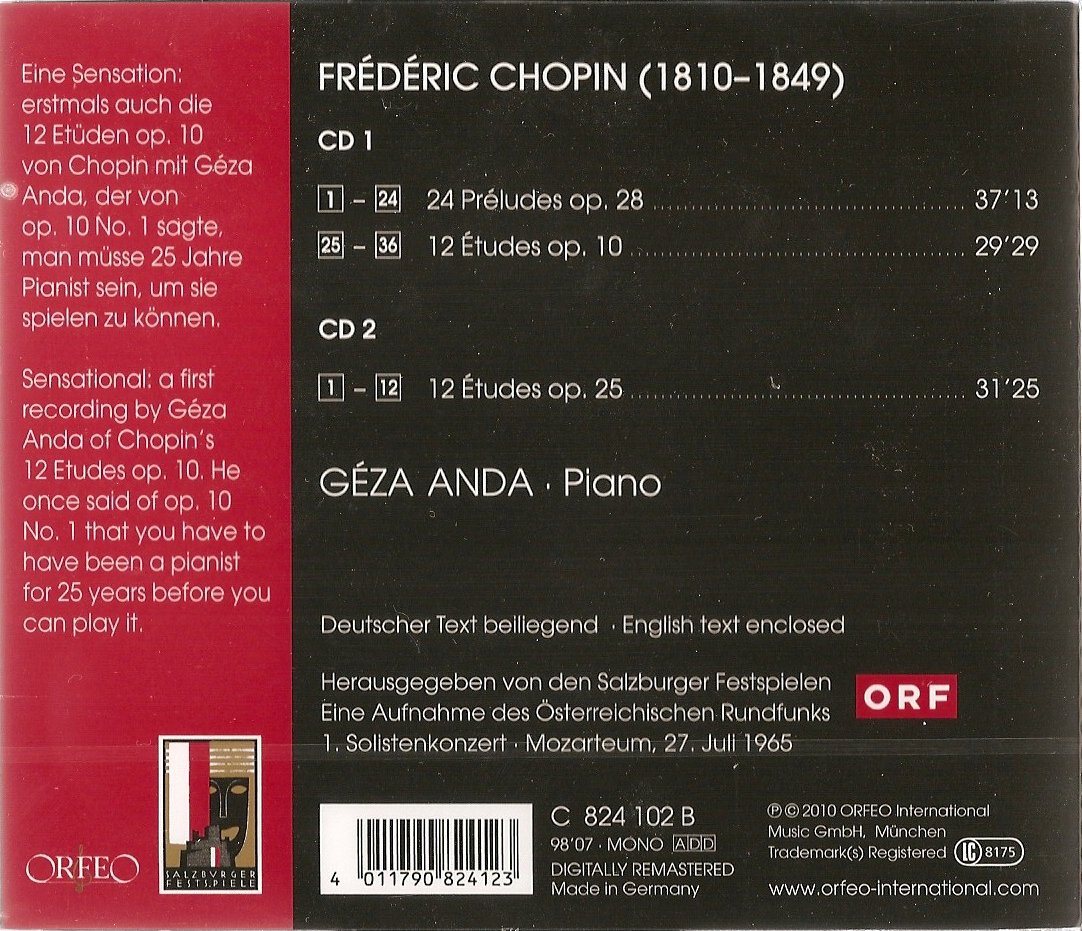 Eine Sensation:
erstmals auch die
12 Etüden op. 10
von Chopin mit Géza
Anda, der von
op. 10 No. 1 sagte,
man müsse 25 Jahre
Pianist sein, um sie
spielen zu können.
Sensational: a first
recording by Géza
Anda of Chopin's
12 Etudes op. 10. He
once said of op. 10
No. 1 that you have to
have been a pianist
for 25 years before you
can play it.
ORFEO
SALZBVRGER
FESTSPIELE
FRÉDÉRIC CHOPIN (1810–1849)
CD 1
1 – 24 24 Préludes op. 28 37'13
25 – 36 12 Études op. 10 29'29
CD 2
1 – 12 12 Études op. 25 31'25
GÉZA ANDA · Piano
Deutscher Text beiliegend · English text enclosed
Herausgegeben von den Salzburger Festspielen
Eine Aufnahme des Österreichischen Rundfunks
1. Solistenkonzert · Mozarteum, 27. Juli 1965
ORF
4 011790 824123
C 824 102 B
98'07 · MONO ADD
DIGITALLY REMASTERED
Made in Germany
℗ © 2010 ORFEO International
Music GmbH, München
Trademark(s) Registered LC 8175
www.orfeo-international.com